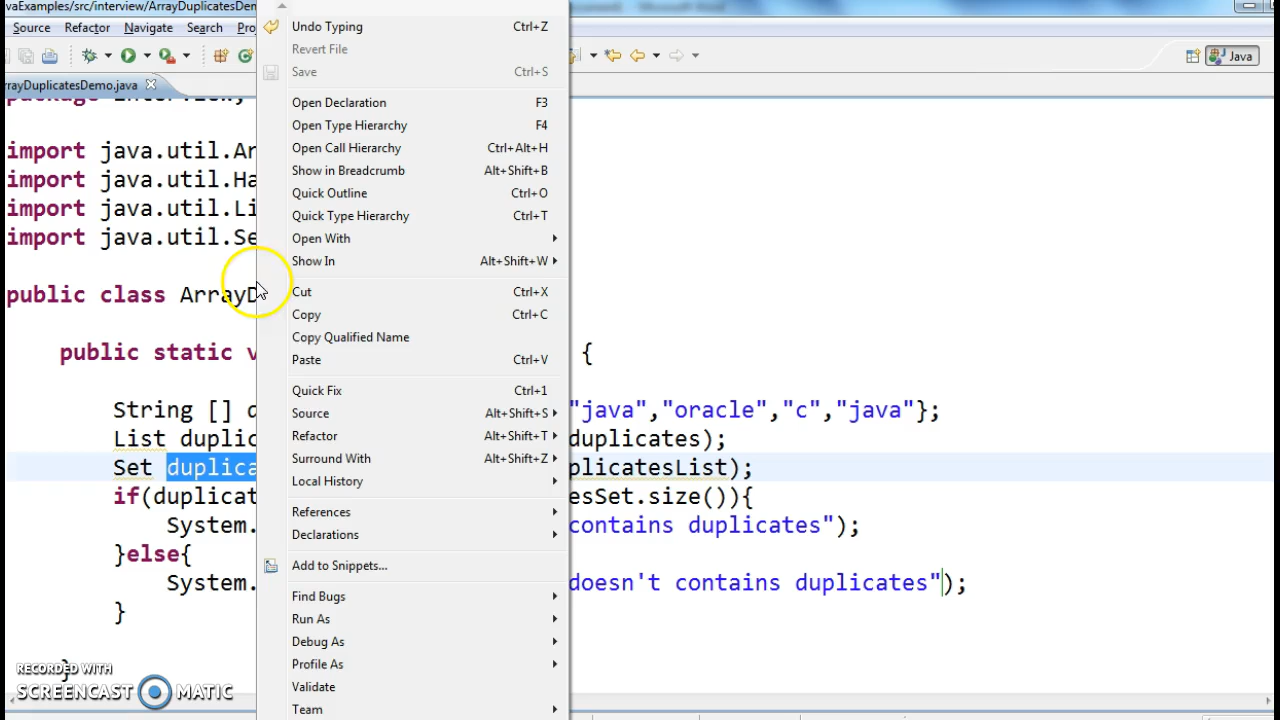 vaExamples/src/interview/ArrayDuplicatesDem
Source Refactor Navigate Search Pro
Java
rrayDuplicatesDemo.java
package interview;
import java.util.Ar
import java.util.Ha
import java.util.Li
import java.util.Se
public class ArrayD
public static v {
String [] d "java","oracle","c","java"};
List duplic duplicates);
Set duplica plicatesList);
if(duplicat esSet.size()){
System. contains duplicates");
}else{
System. doesn't contains duplicates");
}
}
Undo Typing Ctrl+Z
Revert File
Save Ctrl+S
Open Declaration F3
Open Type Hierarchy F4
Open Call Hierarchy Ctrl+Alt+H
Show in Breadcrumb Alt+Shift+B
Quick Outline Ctrl+O
Quick Type Hierarchy Ctrl+T
Open With
Show In Alt+Shift+W
Cut Ctrl+X
Copy Ctrl+C
Copy Qualified Name
Paste Ctrl+V
Quick Fix Ctrl+1
Source Alt+Shift+S
Refactor Alt+Shift+T
Surround With Alt+Shift+Z
Local History
References
Declarations
Add to Snippets...
Find Bugs
Run As
Debug As
Profile As
Validate
Team
RECORDED WITH
SCREENCAST MATIC